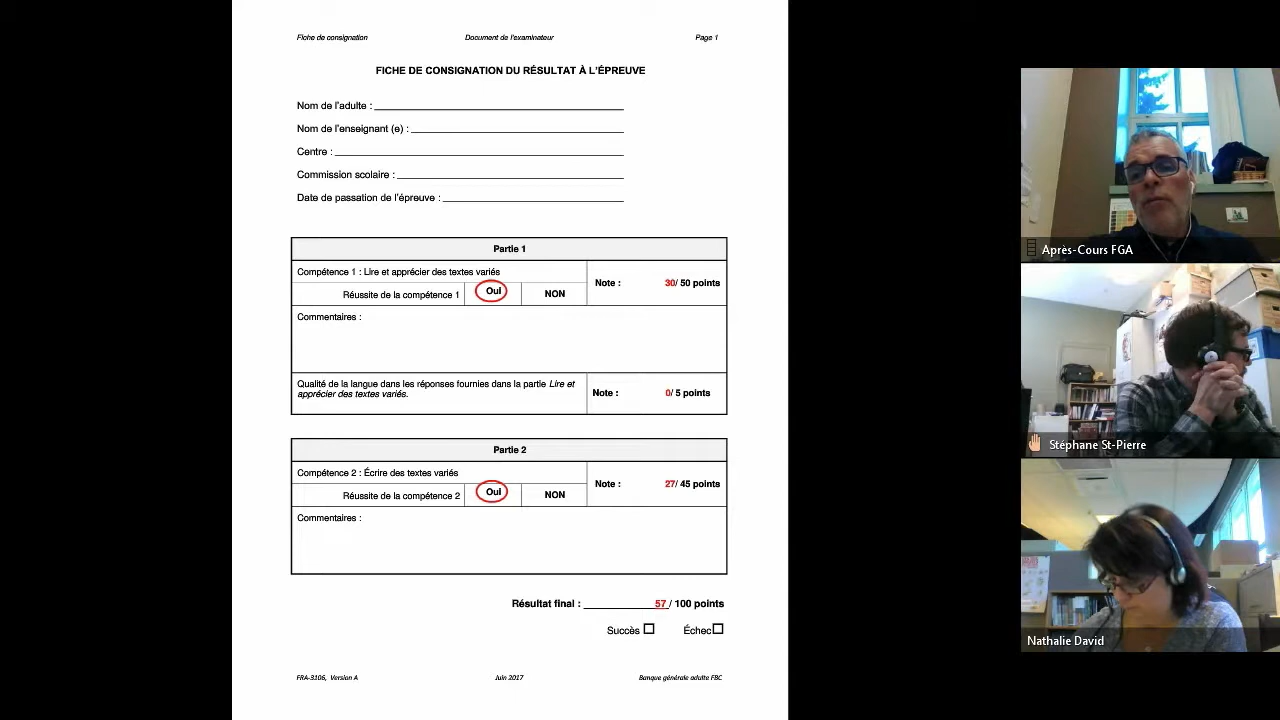 Fiche de consignation Document de l'examinateur Page 1
FICHE DE CONSIGNATION DU RÉSULTAT À L'ÉPREUVE
Nom de l'adulte :
Nom de l'enseignant (e) :
Centre :
Commission scolaire :
Date de passation de l'épreuve :
Partie 1
Compétence 1 : Lire et apprécier des textes variés
Note : 30/ 50 points
Réussite de la compétence 1 Oui NON
Commentaires :
Qualité de la langue dans les réponses fournies dans la partie Lire et
apprécier des textes variés.
Note : 0/ 5 points
Partie 2
Compétence 2 : Écrire des textes variés
Note : 27/ 45 points
Réussite de la compétence 2 Oui NON
Commentaires :
Résultat final : 57 / 100 points
Succès Échec
FRA-3106, Version A Juin 2017 Banque générale adulte FBC
Après-Cours FGA
Stéphane St-Pierre
Nathalie David